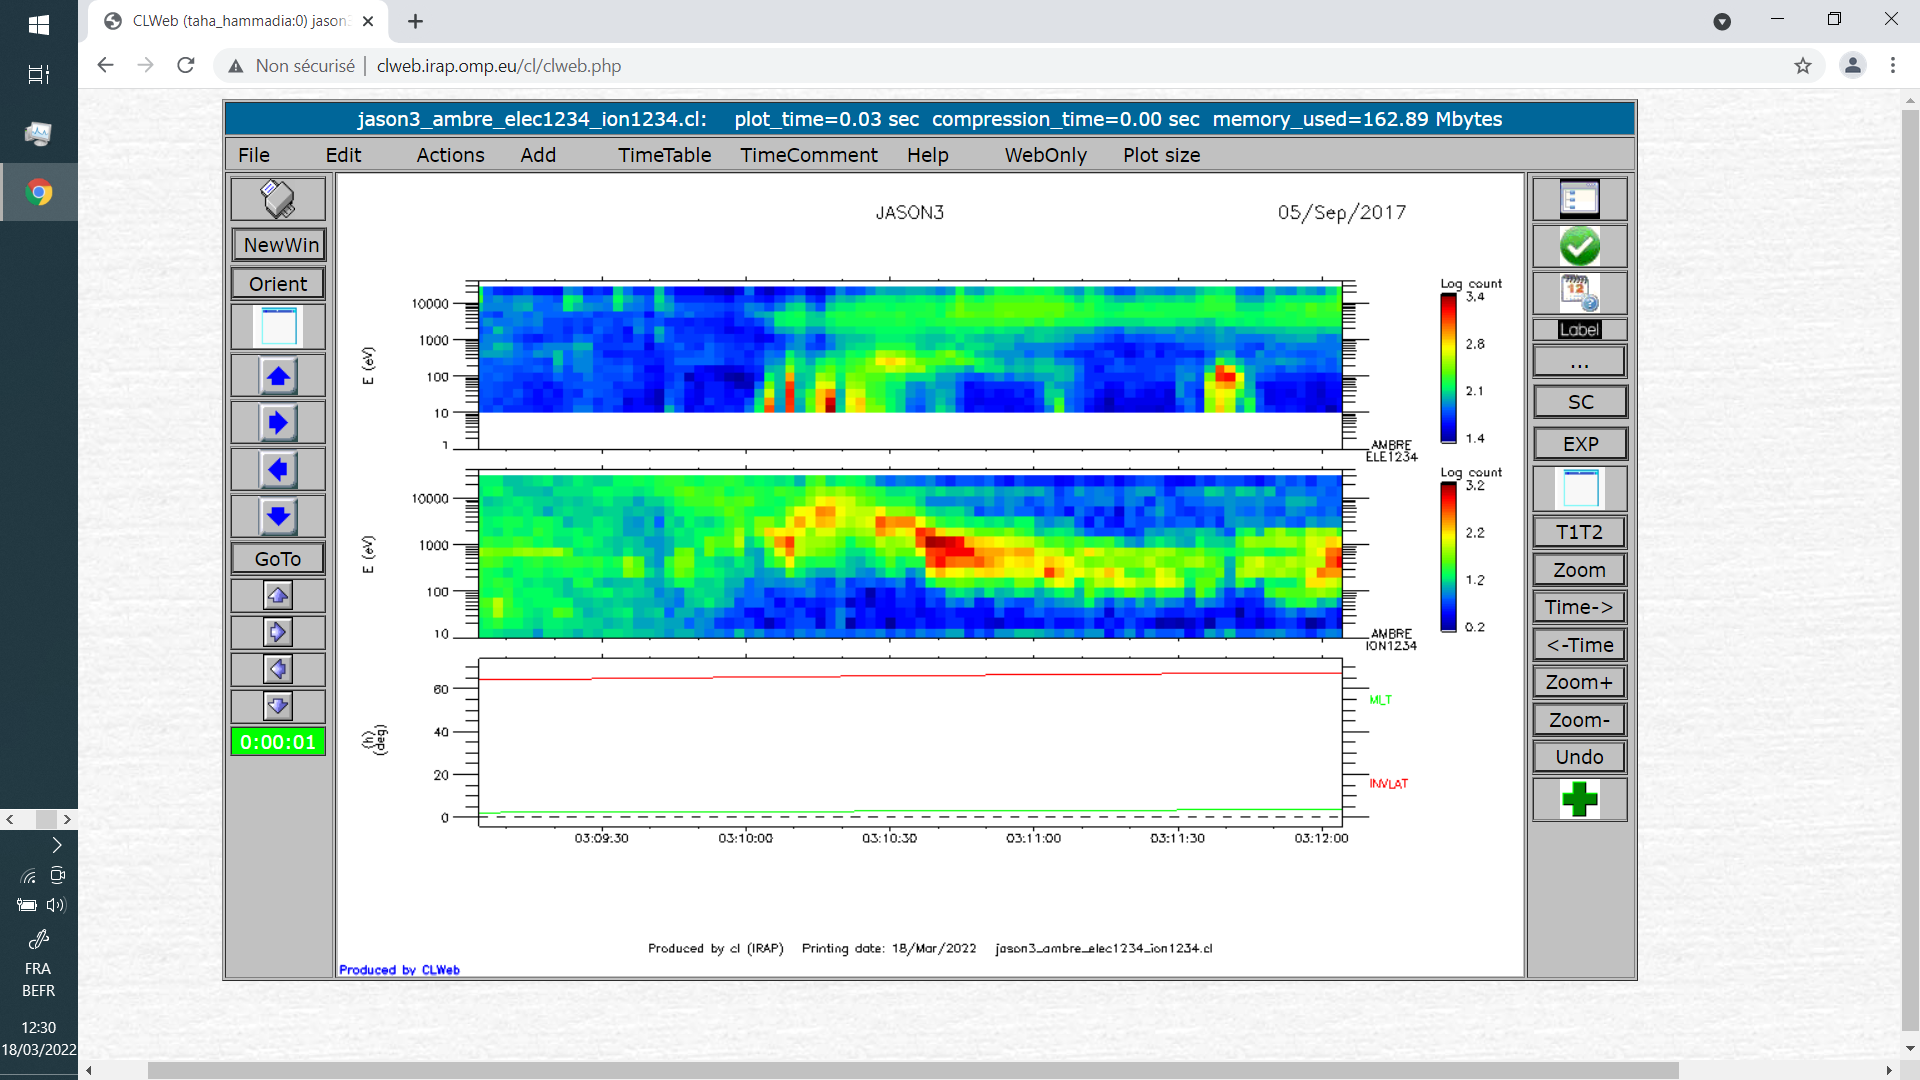 CLWeb (taha_hammadia:0) jason3
Non sécurisé | clweb.irap.omp.eu/cl/clweb.php
jason3_ambre_elec1234_ion1234.cl: plot_time=0.03 sec compression_time=0.00 sec memory_used=162.89 Mbytes
File Edit Actions Add TimeTable TimeComment Help WebOnly Plot size
NewWin
Orient
GoTo
0:00:01
JASON3 05/Sep/2017
Log count
3.4
2.8
2.1
1.4
E (eV)
10000
1000
100
10
1
AMBRE
ELE1234
Log count
3.2
2.2
1.2
0.2
E (eV)
10000
1000
100
10
AMBRE
ION1234
(h)
(deg)
60
40
20
0
MLT
INVLAT
03:09:30 03:10:00 03:10:30 03:11:00 03:11:30 03:12:00
Produced by cl (IRAP) Printing date: 18/Mar/2022 jason3_ambre_elec1234_ion1234.cl
Produced by CLWeb
12
Label
...
SC
EXP
T1T2
Zoom
Time->
<-Time
Zoom+
Zoom-
Undo
FRA
BEFR
12:30
18/03/2022